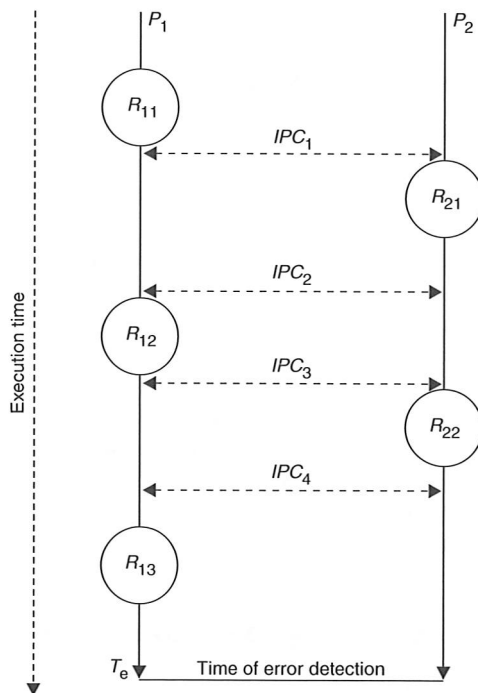 P1
P2
R11
IPC1
R21
IPC2
R12
IPC3
R22
IPC4
R13
Execution time
Te
Time of error detection